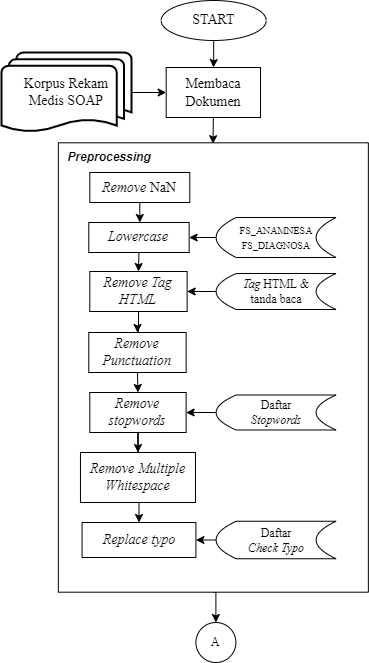 START
Korpus Rekam
Medis SOAP
Membaca
Dokumen
Preprocessing
Remove NaN
Lowercase
FS_ANAMNESA
FS_DIAGNOSA
Remove Tag
HTML
Tag HTML &
tanda baca
Remove
Punctuation
Remove
stopwords
Daftar
Stopwords
Remove Multiple
Whitespace
Replace typo
Daftar
Check Typo
A